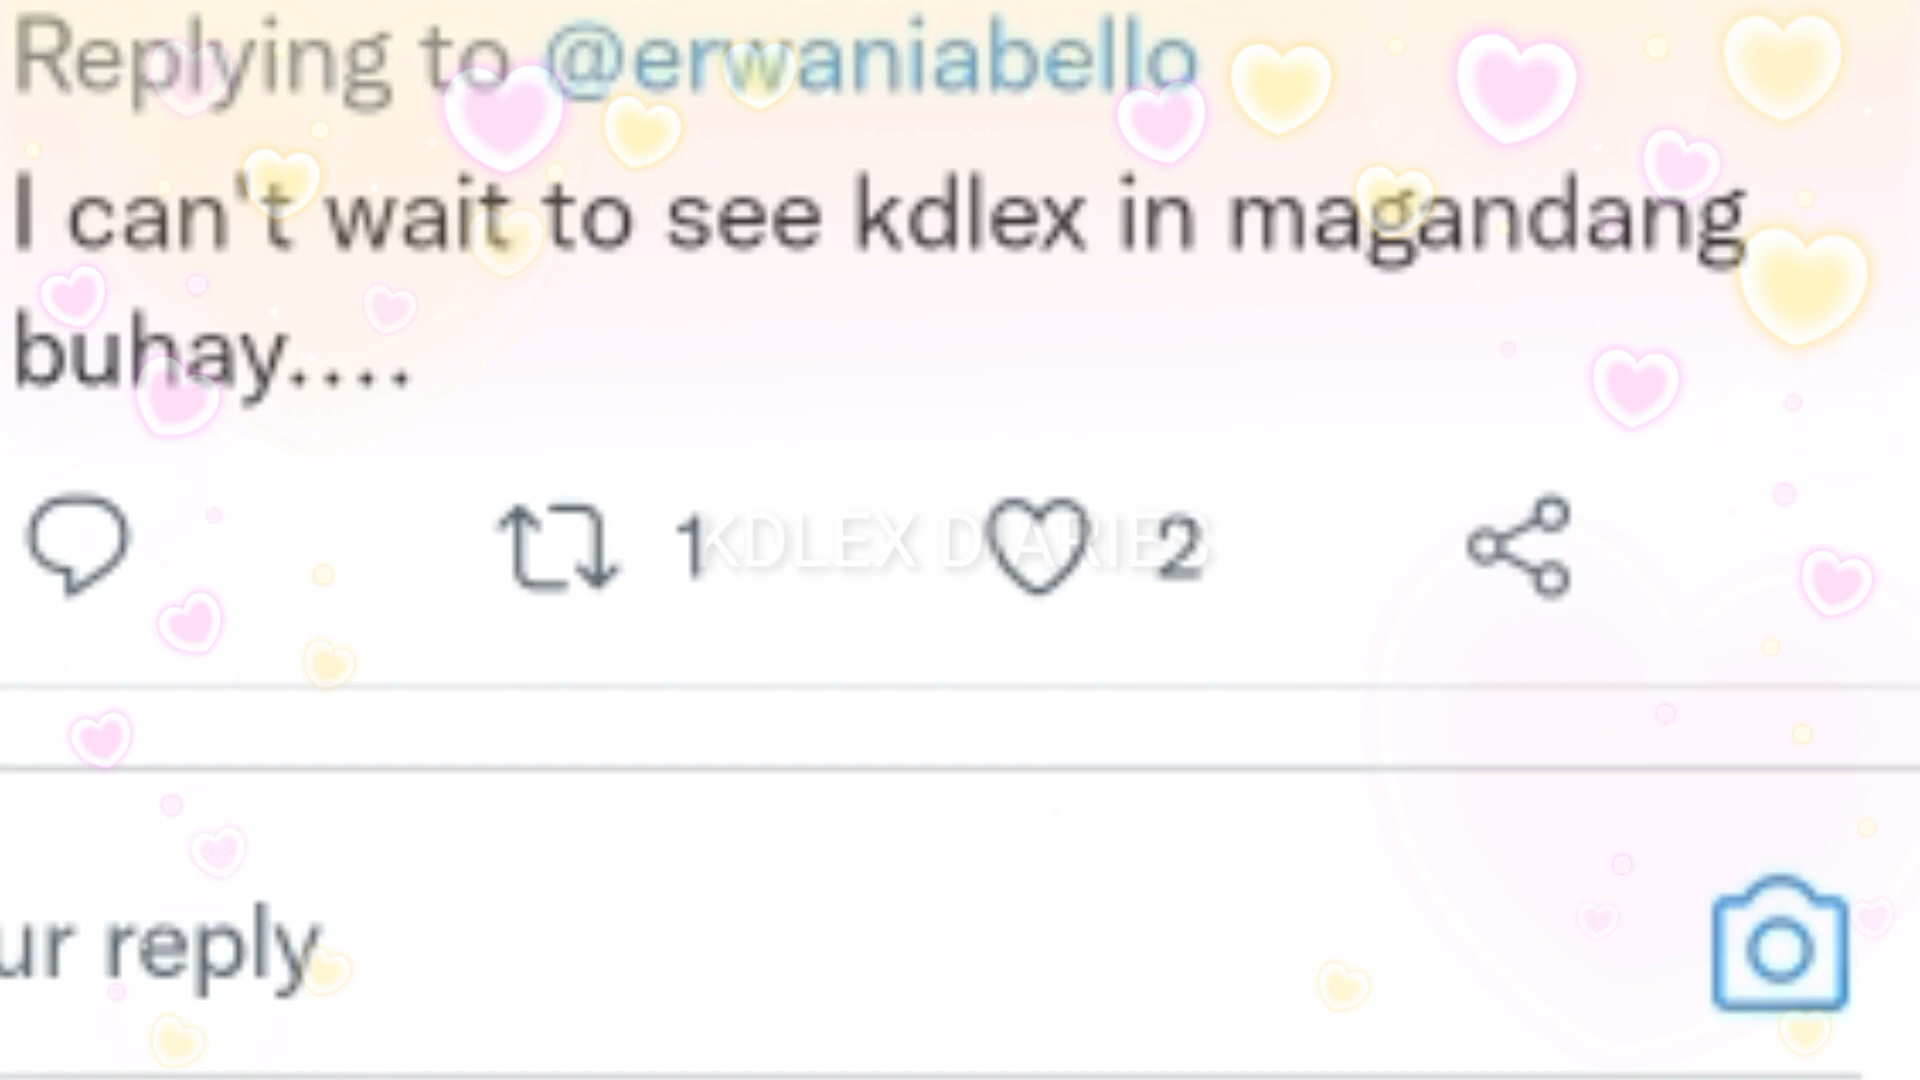 Replying to @erwaniabello
I can't wait to see kdlex in magandang
buhay....
1 2
KDLEX DIARIES
ur reply